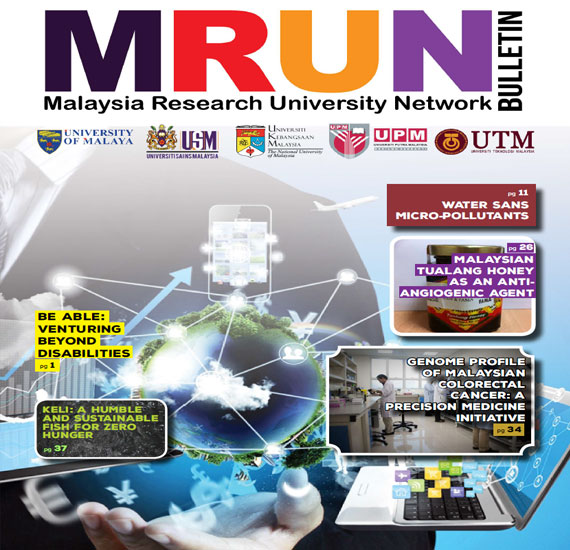 MRUN
BULLETIN
Malaysia Research University Network
UNIVERSITY
OF MALAYA
USM
UNIVERSITI SAINS MALAYSIA
UNIVERSITI
KEBANGSAAN
MALAYSIA
The National University
of Malaysia
UPM
UPM
UNIVERSITI PUTRA MALAYSIA
UTM
UNIVERSITI TEKNOLOGI MALAYSIA
pg 11
WATER SANS
MICRO-POLLUTANTS
pg 26
MALAYSIAN
TUALANG HONEY
AS AN ANTI-
ANGIOGENIC AGENT
BE ABLE:
VENTURING
BEYOND
DISABILITIES
pg 1
GENOME PROFILE
OF MALAYSIAN
COLORECTAL
CANCER: A
PRECISION MEDICINE
INITIATIVE
pg 34
KELI: A HUMBLE
AND SUSTAINABLE
FISH FOR ZERO
HUNGER
pg 37